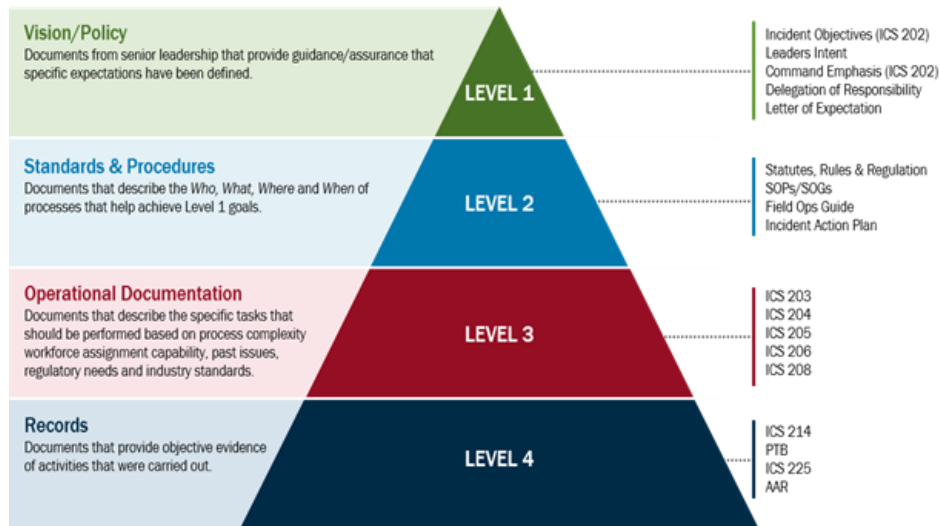 Vision/Policy
Documents from senior leadership that provide guidance/assurance that
specific expectations have been defined.
LEVEL 1
Incident Objectives (ICS 202)
Leaders Intent
Command Emphasis (ICS 202)
Delegation of Responsibility
Letter of Expectation
Standards & Procedures
Documents that describe the Who, What, Where and When of
processes that help achieve Level 1 goals.
LEVEL 2
Statutes, Rules & Regulation
SOPs/SOGs
Field Ops Guide
Incident Action Plan
Operational Documentation
Documents that describe the specific tasks that
should be performed based on process complexity
workforce assignment capability, past issues,
regulatory needs and industry standards.
LEVEL 3
ICS 203
ICS 204
ICS 205
ICS 206
ICS 208
Records
Documents that provide objective evidence
of activities that were carried out.
LEVEL 4
ICS 214
PTB
ICS 225
AAR